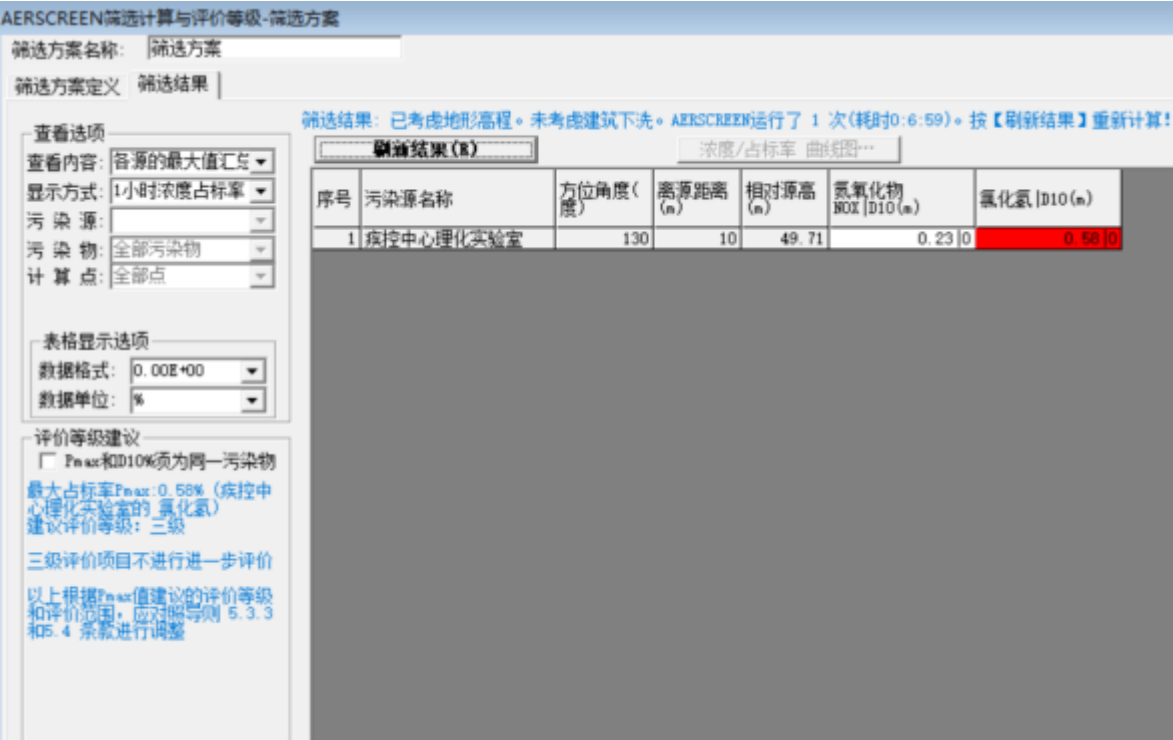 AERSCREEN筛选计算与评价等级-筛选方案
筛选方案名称: 筛选方案
筛选方案定义 筛选结果
筛选结果: 已考虑地形高程。未考虑建筑下洗。AERSCREEN运行了 1 次(耗时0:6:59)。按【刷新结果】重新计算!
查看选项
刷新结果(R) 浓度/占标率 曲线图…
查看内容: 各源的最大值汇总
显示方式: 1小时浓度占标率
污 染 源:
污 染 物: 全部污染物
计 算 点: 全部点
序号 污染源名称 方位角度(度) 离源距离(m) 相对源高(m) 氮氧化物NOX|D10(m) 氯化氢|D10(m)
1 疾控中心理化实验室 130 10 49.71 0.23|0 0.58|0
表格显示选项
数据格式: 0.00E+00
数据单位: %
评价等级建议
Pmax和D10%须为同一污染物
最大占标率Pmax:0.58% (疾控中
心理化实验室的 氯化氢)
建议评价等级: 三级
三级评价项目不进行进一步评价
以上根据Pmax值建议的评价等级
和评价范围，应对照导则 5.3.3
和5.4 条款进行调整